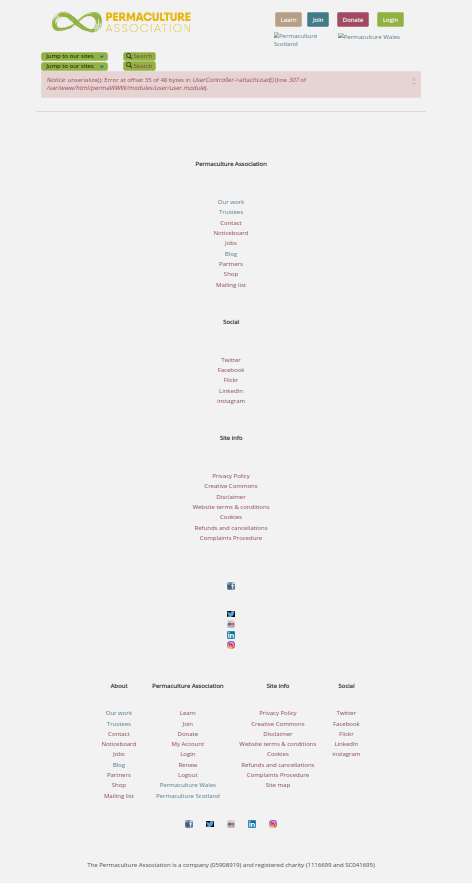 PERMACULTURE
ASSOCIATION
Learn Join Donate Login
Permaculture Scotland
Permaculture Wales
Jump to our sites Search
Jump to our sites Search
Notice: unserialize(): Error at offset 35 of 48 bytes in UserController->attachLoad() (line 307 of
/var/www/html/permaWWW/modules/user/user.module).
x
Permaculture Association
Our work
Trustees
Contact
Noticeboard
Jobs
Blog
Partners
Shop
Mailing list
Social
Twitter
Facebook
Flickr
LinkedIn
Instagram
Site info
Privacy Policy
Creative Commons
Disclaimer
Website terms & conditions
Cookies
Refunds and cancellations
Complaints Procedure
About Permaculture Association Site info Social
Our work Learn Privacy Policy Twitter
Trustees Join Creative Commons Facebook
Contact Donate Disclaimer Flickr
Noticeboard My Account Website terms & conditions LinkedIn
Jobs Login Cookies Instagram
Blog Renew Refunds and cancellations
Partners Logout Complaints Procedure
Shop Permaculture Wales Site map
Mailing list Permaculture Scotland
The Permaculture Association is a company (05908919) and registered charity (1116699 and SC041695)